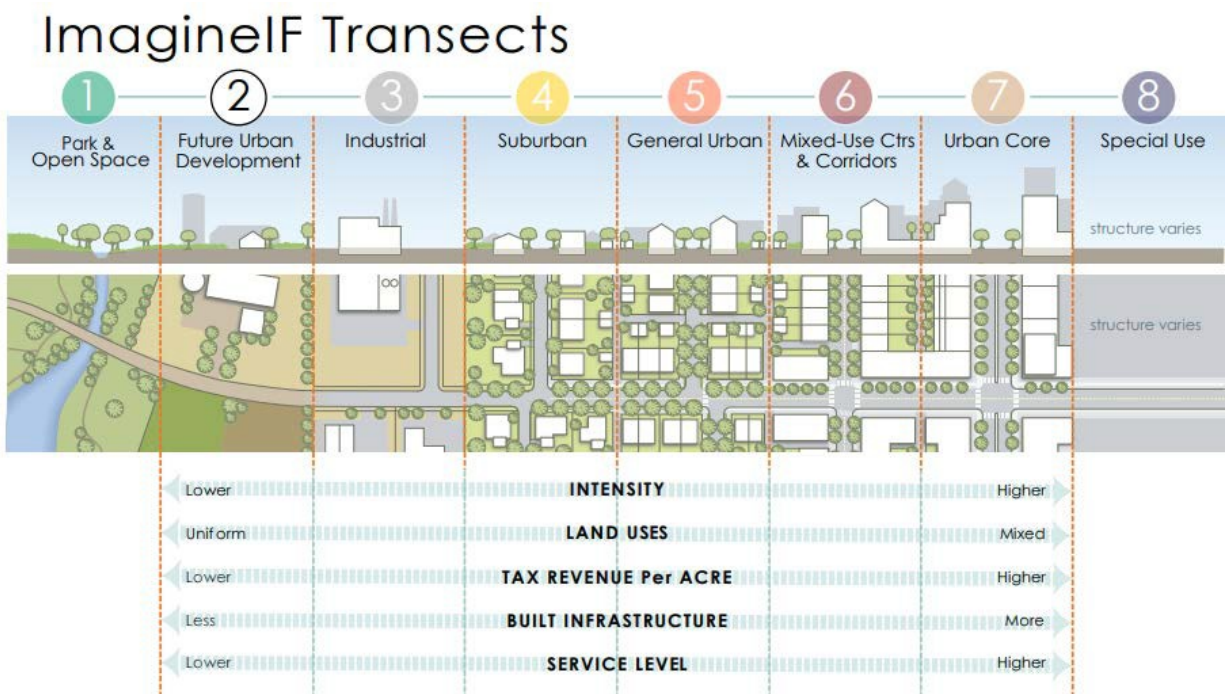 ImagineIF Transects
1 2 3 4 5 6 7 8
Park &
Open Space
Future Urban
Development
Industrial
Suburban
General Urban
Mixed-Use Ctrs
& Corridors
Urban Core
Special Use
structure varies
structure varies
Lower INTENSITY Higher
Uniform LAND USES Mixed
Lower TAX REVENUE Per ACRE Higher
Less BUILT INFRASTRUCTURE More
Lower SERVICE LEVEL Higher